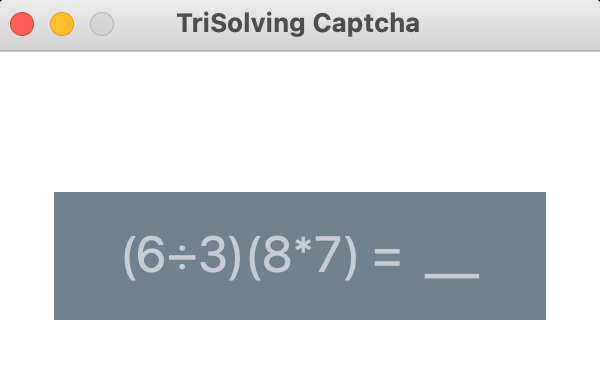 TriSolving Captcha
(6÷3)(8*7) = __